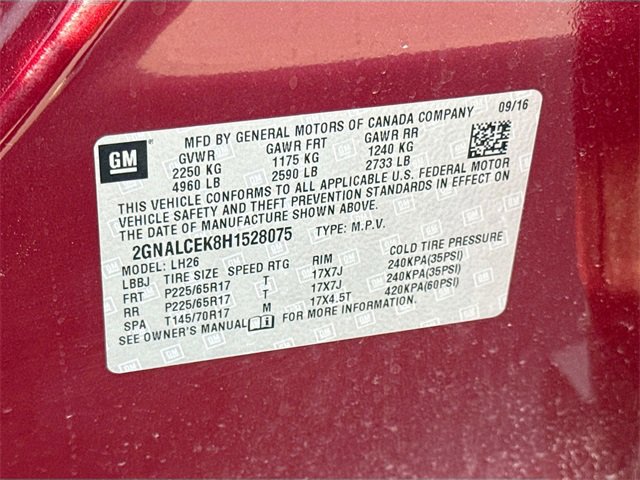 09/16
GM
MFD BY GENERAL MOTORS OF CANADA COMPANY
GVWR GAWR FRT GAWR RR
2250 KG 1175 KG 1240 KG
4960 LB 2590 LB 2733 LB
THIS VEHICLE CONFORMS TO ALL APPLICABLE U.S. FEDERAL MOTOR
VEHICLE SAFETY AND THEFT PREVENTION STANDARDS IN EFFECT ON
THE DATE OF MANUFACTURE SHOWN ABOVE.
2GNALCEK8H1528075 TYPE: M.P.V.
MODEL: LH26
LBBJ TIRE SIZE SPEED RTG RIM COLD TIRE PRESSURE
FRT P225/65R17 T 17X7J 240KPA(35PSI)
RR P225/65R17 T 17X7J 240KPA(35PSI)
SPA T145/70R17 M 17X4.5T 420KPA(60PSI)
SEE OWNER'S MANUAL FOR MORE INFORMATION.